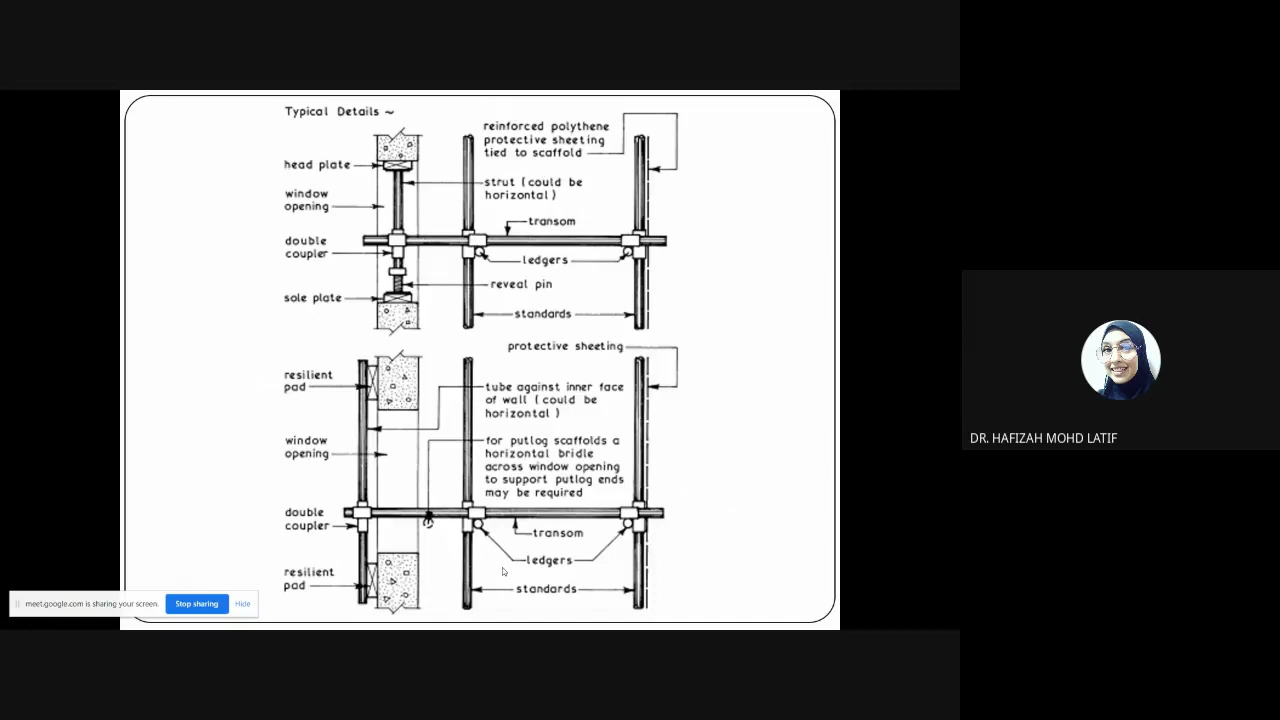 Typical Details ~
reinforced polythene
protective sheeting
tied to scaffold
head plate
strut (could be
horizontal)
window
opening
transom
double
coupler
ledgers
reveal pin
sole plate
standards
protective sheeting
resilient
pad
tube against inner face
of wall (could be
horizontal)
window
opening
for putlog scaffolds a
horizontal bridle
across window opening
to support putlog ends
may be required
double
coupler
transom
ledgers
resilient
pad
standards
meet.google.com is sharing your screen.
Stop sharing
Hide
DR. HAFIZAH MOHD LATIF